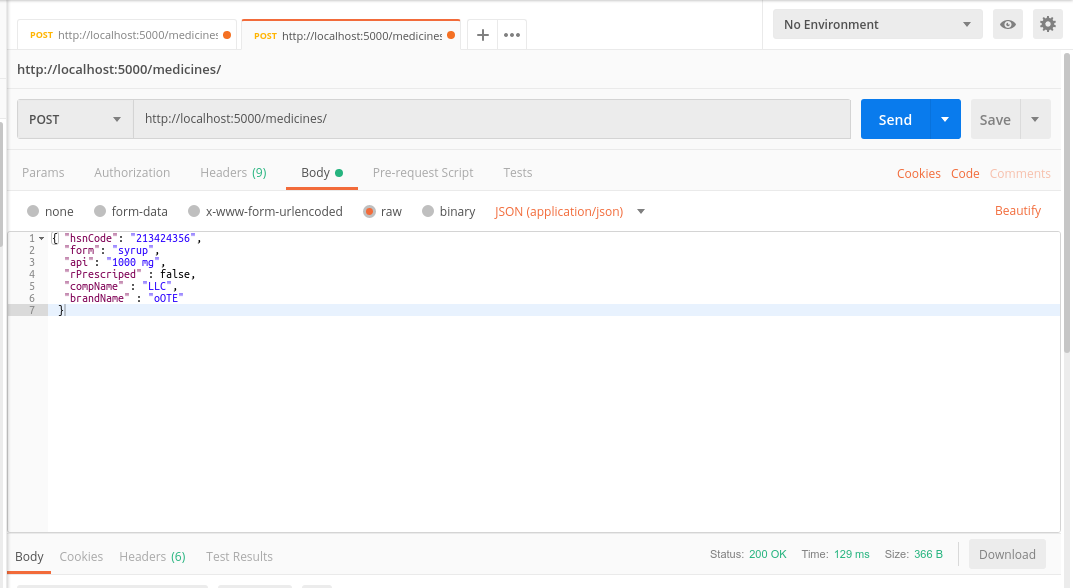 POST http://localhost:5000/medicines POST http://localhost:5000/medicines + ••• No Environment
http://localhost:5000/medicines/
POST http://localhost:5000/medicines/ Send Save
Params Authorization Headers (9) Body Pre-request Script Tests Cookies Code Comments
none form-data x-www-form-urlencoded raw binary JSON (application/json) Beautify
1 { "hsnCode": "213424356",
2 "form": "syrup",
3 "api": "1000 mg",
4 "rPrescriped" : false,
5 "compName" : "LLC",
6 "brandName" : "oOTE"
7 }
Body Cookies Headers (6) Test Results Status: 200 OK Time: 129 ms Size: 366 B Download